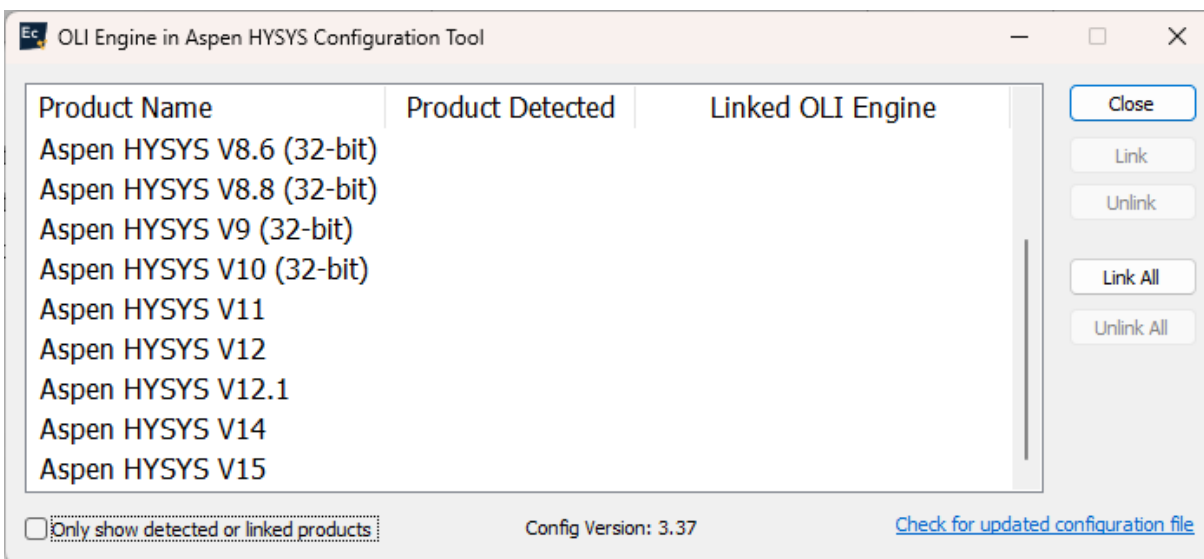 Ec
OLI Engine in Aspen HYSYS Configuration Tool
Product Name Product Detected Linked OLI Engine
Aspen HYSYS V8.6 (32-bit)
Aspen HYSYS V8.8 (32-bit)
Aspen HYSYS V9 (32-bit)
Aspen HYSYS V10 (32-bit)
Aspen HYSYS V11
Aspen HYSYS V12
Aspen HYSYS V12.1
Aspen HYSYS V14
Aspen HYSYS V15
Close
Link
Unlink
Link All
Unlink All
Only show detected or linked products
Config Version: 3.37
Check for updated configuration file